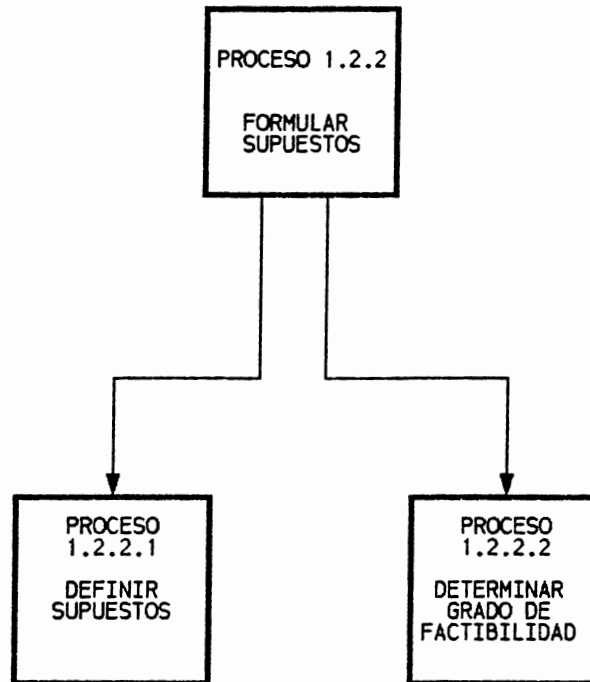 PROCESO 1.2.2
FORMULAR
SUPUESTOS
PROCESO
1.2.2.1
DEFINIR
SUPUESTOS
PROCESO
1.2.2.2
DETERMINAR
GRADO DE
FACTIBILIDAD